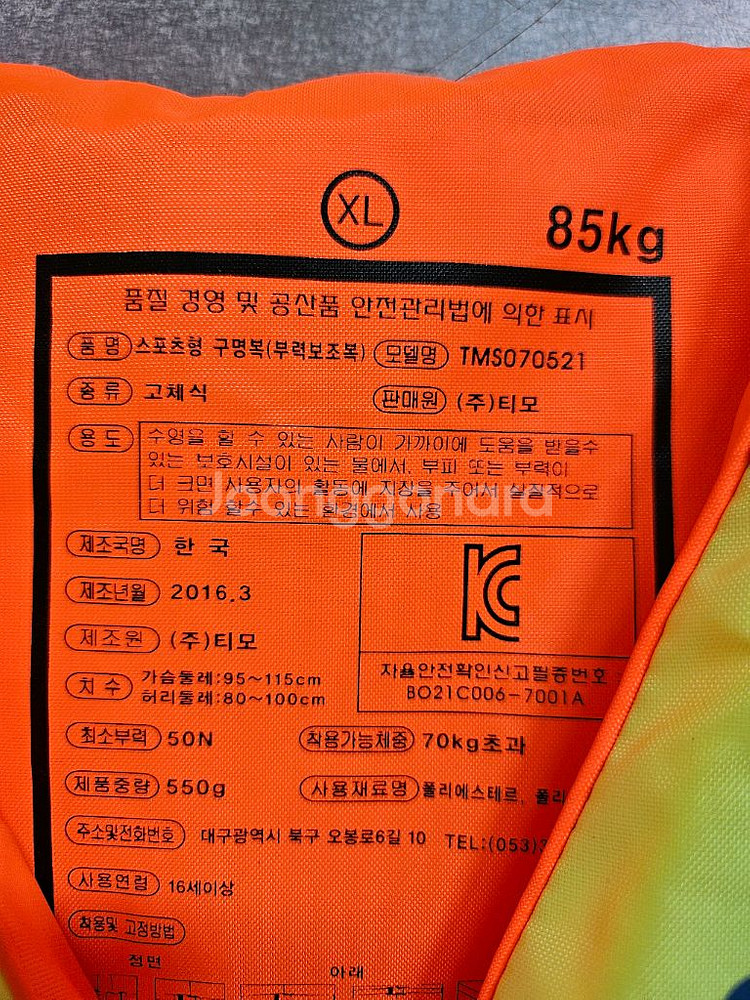 XL
85kg
품질 경영 및 공산품 안전관리법에 의한 표시
품명 스포츠형 구명복(부력보조복) 모델명 TMS070521
종류 고체식 판매원 (주)티모
용도 수영을 할 수 있는 사람이 가까이에 도움을 받을수
있는 보호시설이 있는 물에서, 부피 또는 부력이
더 크면 사용자의 활동에 지장을 주어서 실질적으로
더 위험 할수 있는 환경에서 사용
Joonggonara
제조국명 한국
제조년월 2016.3
제조원 (주)티모
치수 가슴둘레:95~115cm
허리둘레:80~100cm
자율안전확인신고필증번호
B021C006-7001A
최소부력 50N 착용가능체중 70kg초과
제품중량 550g 사용재료명 폴리에스테르, 폴리
주소및전화번호 대구광역시 북구 오봉로6길 10 TEL:(053)3
사용연령 16세이상
착용및 고정방법
정면 아래